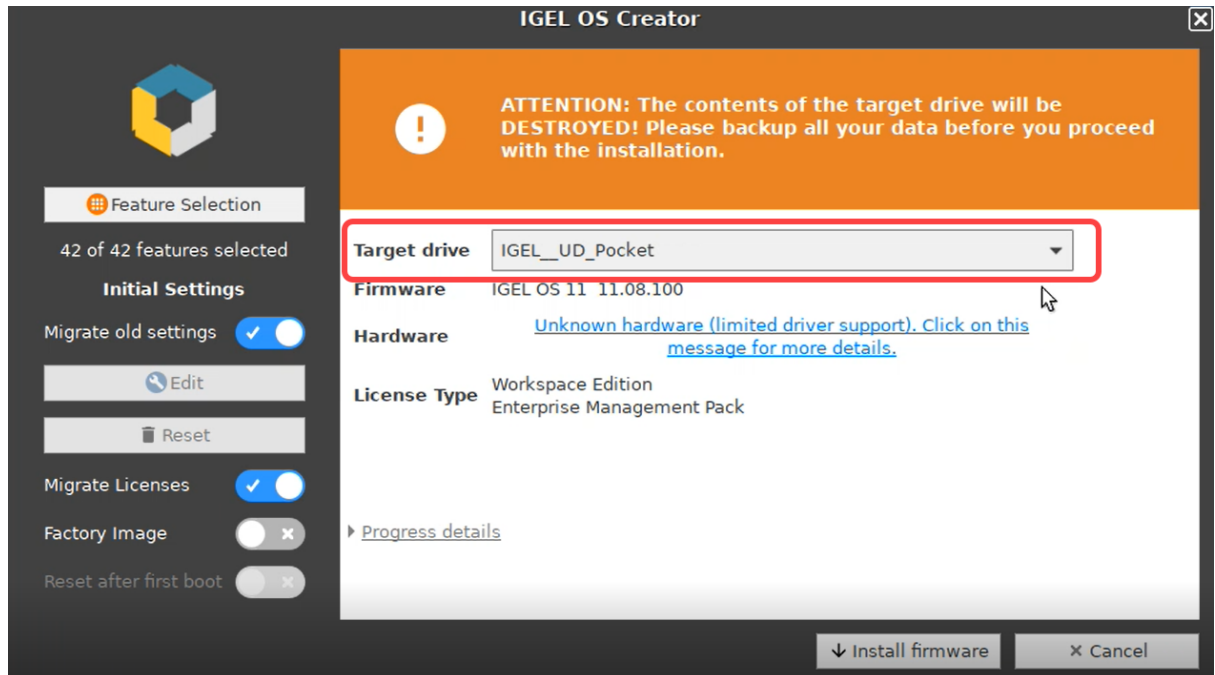 IGEL OS Creator
ATTENTION: The contents of the target drive will be
DESTROYED! Please backup all your data before you proceed
with the installation.
Feature Selection
42 of 42 features selected
Initial Settings
Migrate old settings
Edit
Reset
Migrate Licenses
Factory Image
Reset after first boot
Target drive IGEL__UD_Pocket
Firmware IGEL OS 11 11.08.100
Hardware Unknown hardware (limited driver support). Click on this
message for more details.
License Type Workspace Edition
Enterprise Management Pack
Progress details
Install firmware
Cancel